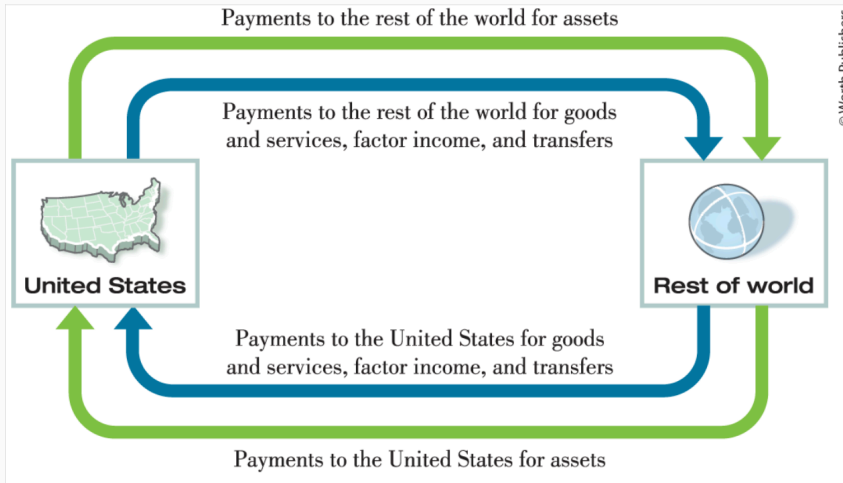 Payments to the rest of the world for assets
© Worth Publishers
Payments to the rest of the world for goods
and services, factor income, and transfers
United States
Rest of world
Payments to the United States for goods
and services, factor income, and transfers
Payments to the United States for assets